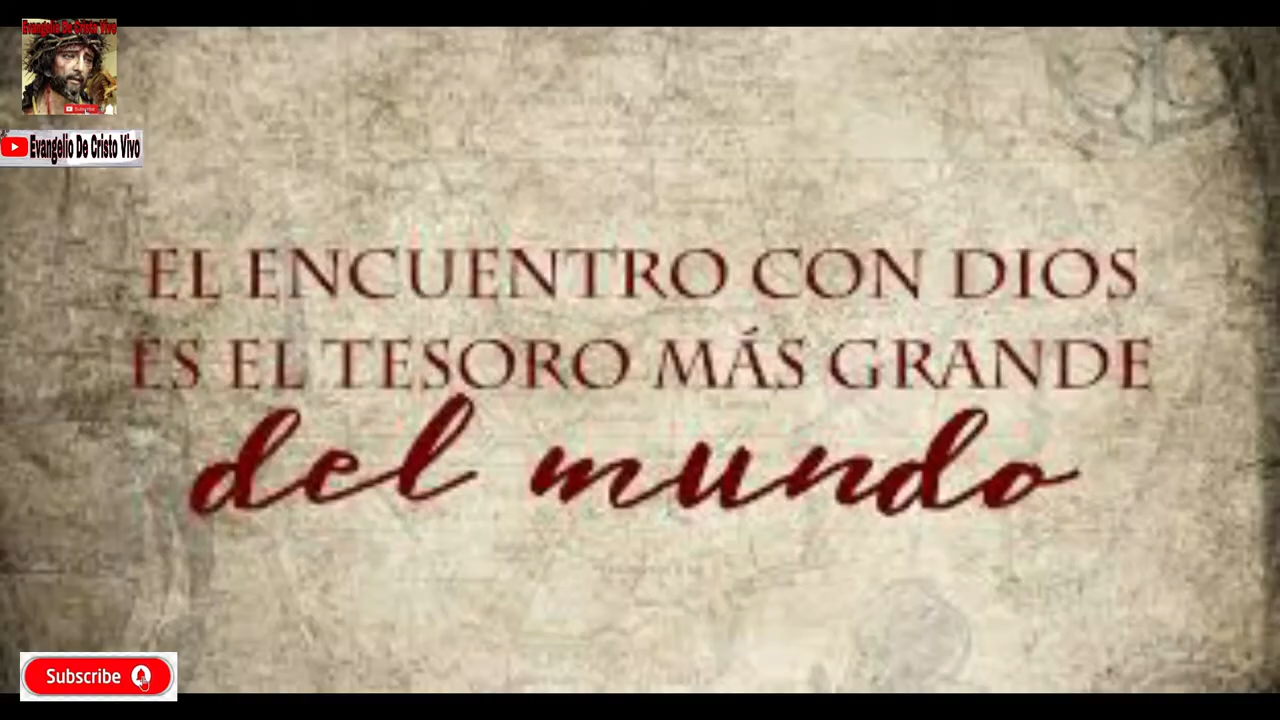 Evangelio De Cristo Vivo
Subscribe
Evangelio De Cristo Vivo
EL ENCUENTRO CON DIOS
ES EL TESORO MÁS GRANDE
del mundo
Subscribe